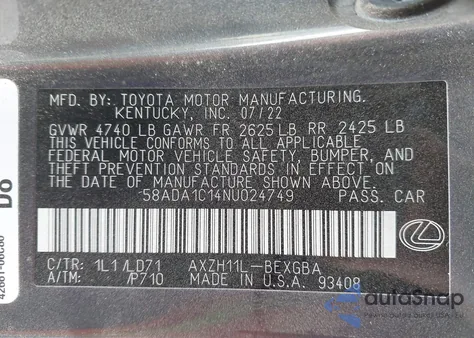 MFD. BY: TOYOTA MOTOR MANUFACTURING.
KENTUCKY, INC. 07/22
GVWR 4740 LB GAWR FR 2625 LB RR 2425 LB
THIS VEHICLE CONFORMS TO ALL APPLICABLE
FEDERAL MOTOR VEHICLE SAFETY, BUMPER, AND
THEFT PREVENTION STANDARDS IN EFFECT ON THE
DATE OF MANUFACTURE SHOWN ABOVE.
58ADA1C14NU024749 PASS. CAR
C/TR: 1L1/LD71 AXZH11L-BEXGBA
A/TM: /P710 MADE IN U.S.A. 93408
D8
autoSnap